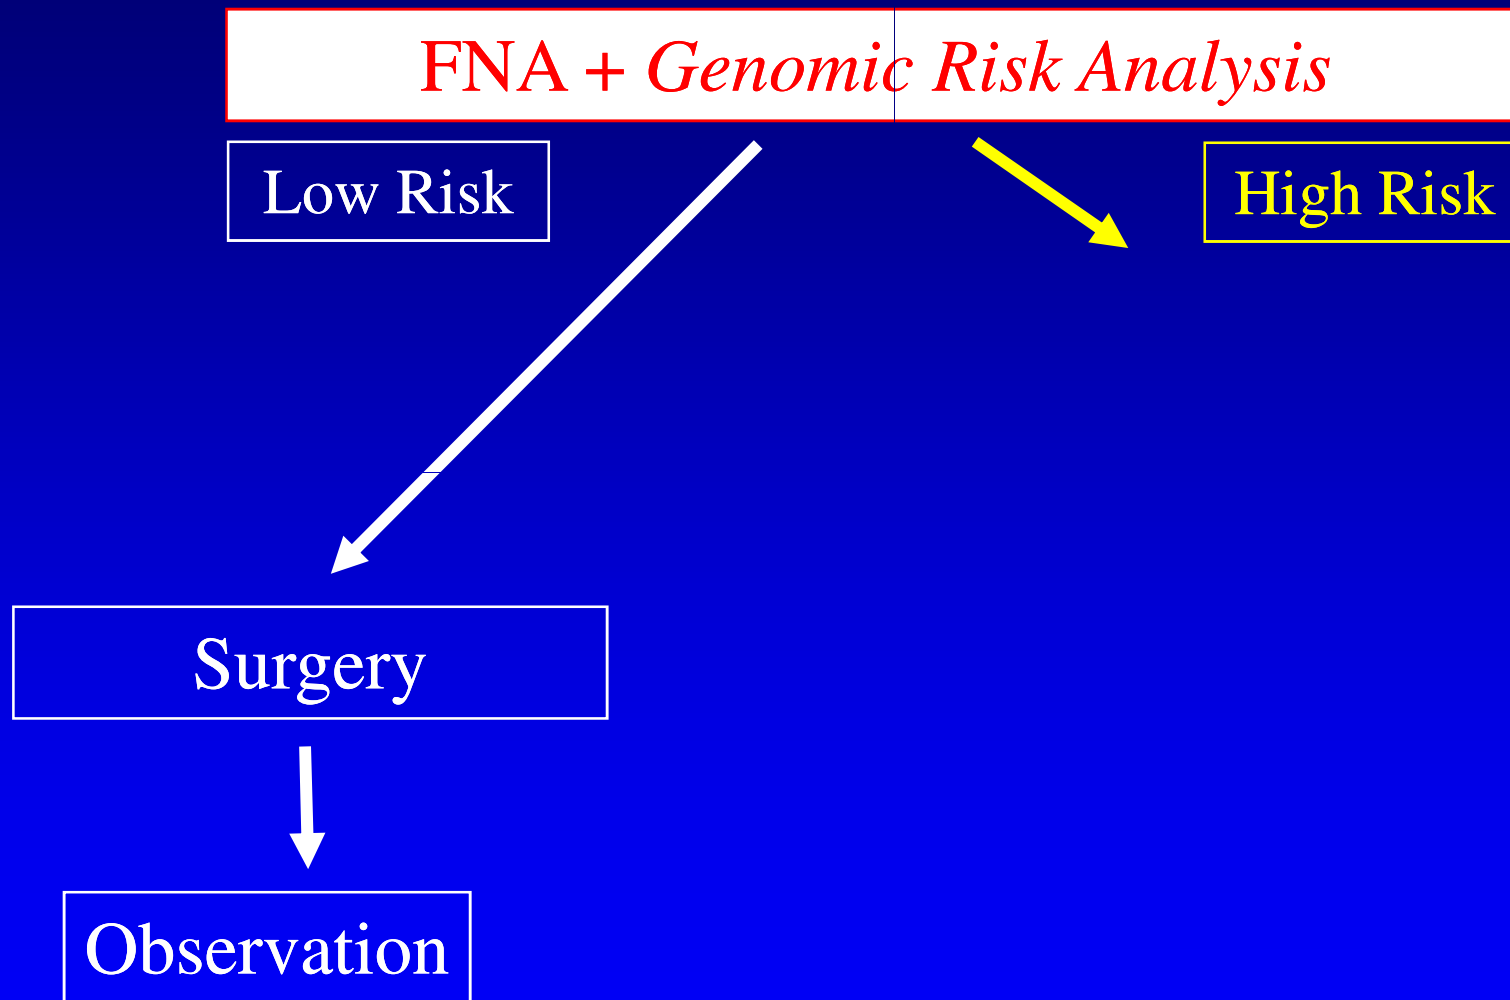 FNA + Genomic Risk Analysis
Low Risk
High Risk
Surgery
Observation